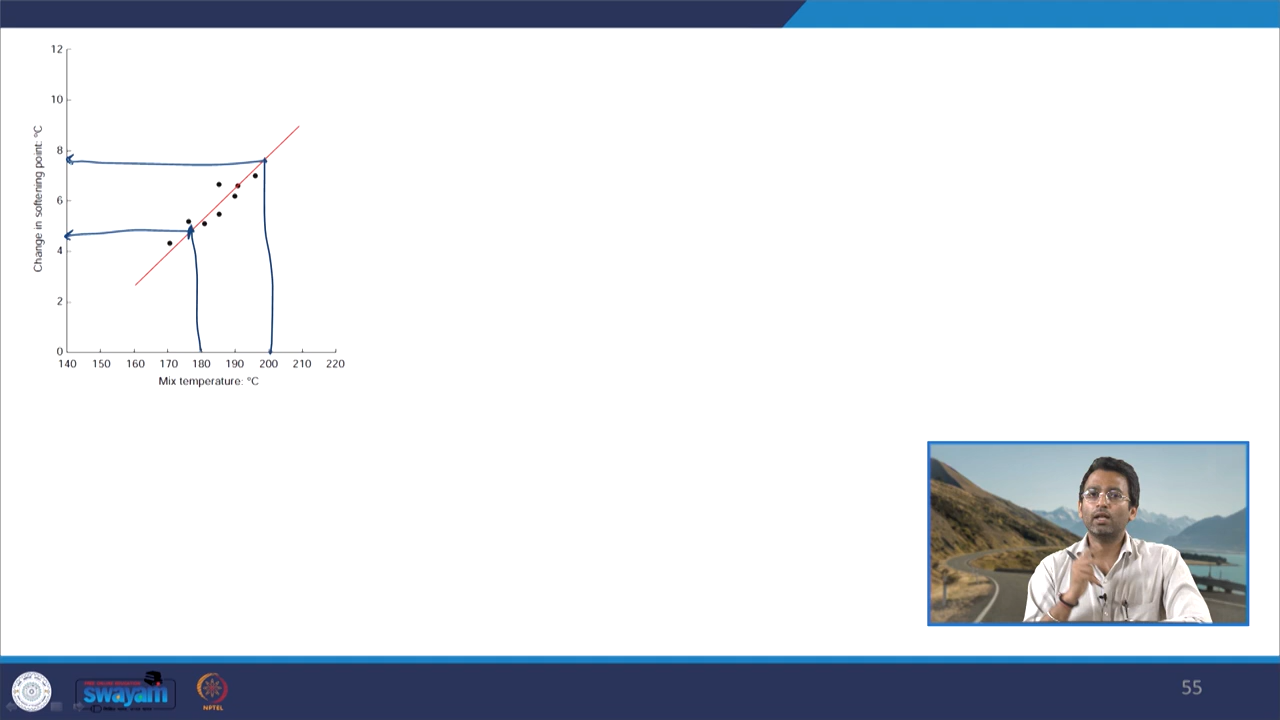 12
10
8
6
4
2
0
Change in softening point: °C
140 150 160 170 180 190 200 210 220
Mix temperature: °C
swayam
NPTEL
55